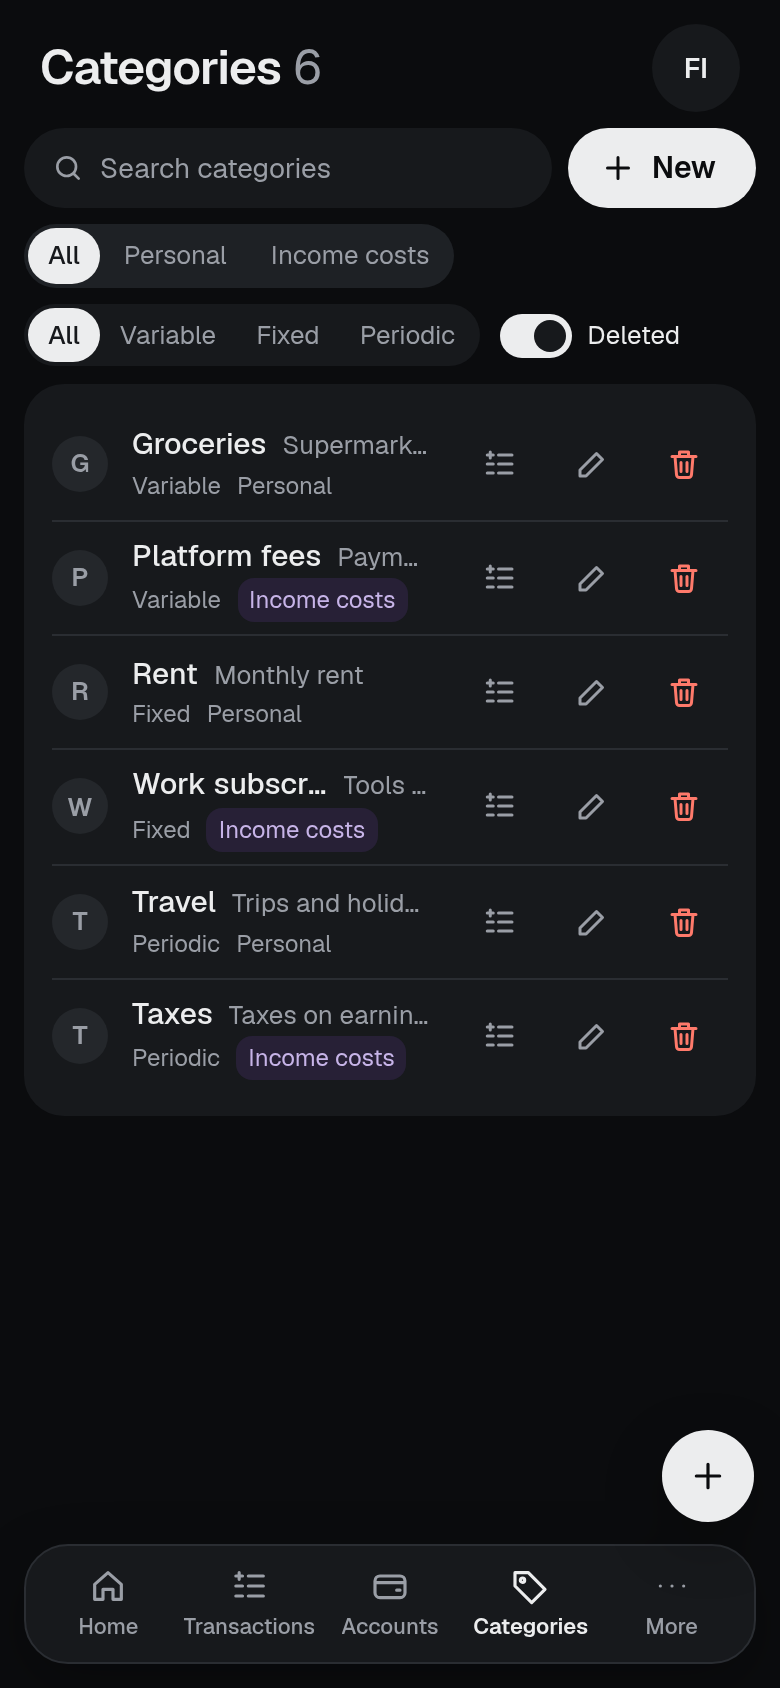 Categories 6
FI
Search categories
New
All Personal Income costs
All Variable Fixed Periodic Deleted
G
Groceries Supermark...
Variable Personal
P
Platform fees Paym...
Variable Income costs
R
Rent Monthly rent
Fixed Personal
W
Work subscr... Tools ...
Fixed Income costs
T
Travel Trips and holid...
Periodic Personal
T
Taxes Taxes on earnin...
Periodic Income costs
Home Transactions Accounts Categories More